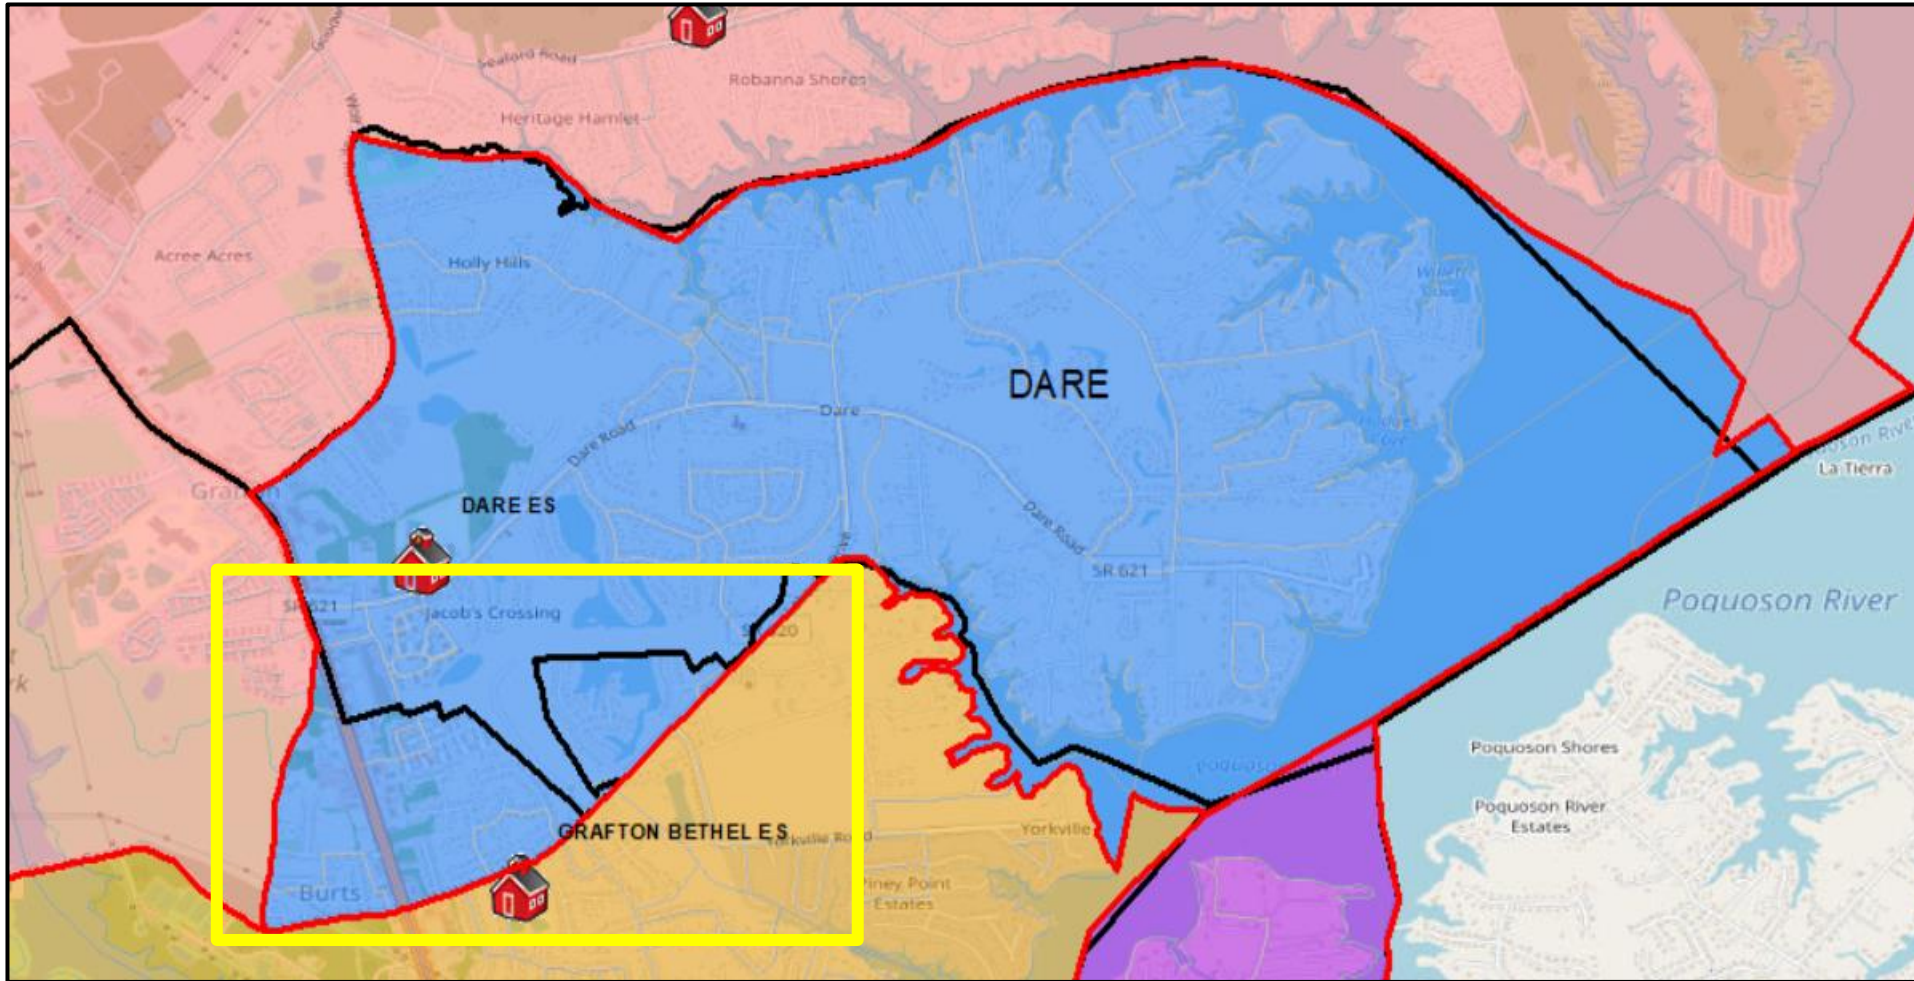 Seaford Road
Robanna Shores
Heritage Hamlet
Acree Acres
Holly Hills
DARE
Dare
Dare Road
Grafton
DARE ES
La Tierra
Dare Road
SR 621
SR 621
Jacob's Crossing
Poquoson River
Poquoson Shores
Poquoson River
Estates
GRAFTON BETHEL ES
Yorkville Road
Yorkville
Burts
Piney Point
Estates